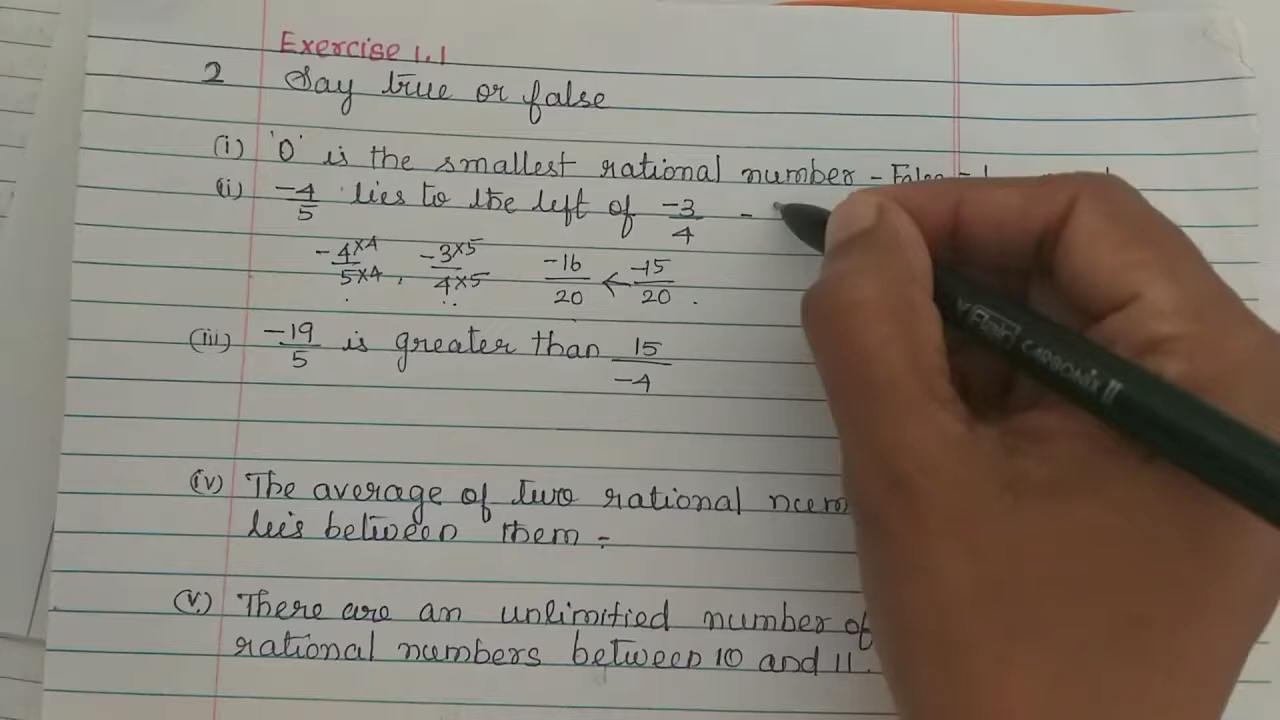 Exercise 1.1
2 Say true or false
(i) '0' is the smallest rational number - False
(ii) -4/5 lies to the left of -3/4 -
-4×4/5×4 , -3×5/4×5 -16/20 < -15/20 .
(iii) -19/5 is greater than 15/-4
(iv) The average of two rational num
lies between them -
(v.) There are an unlimitied number of
rational numbers between 10 and 11.
CARBONIX II